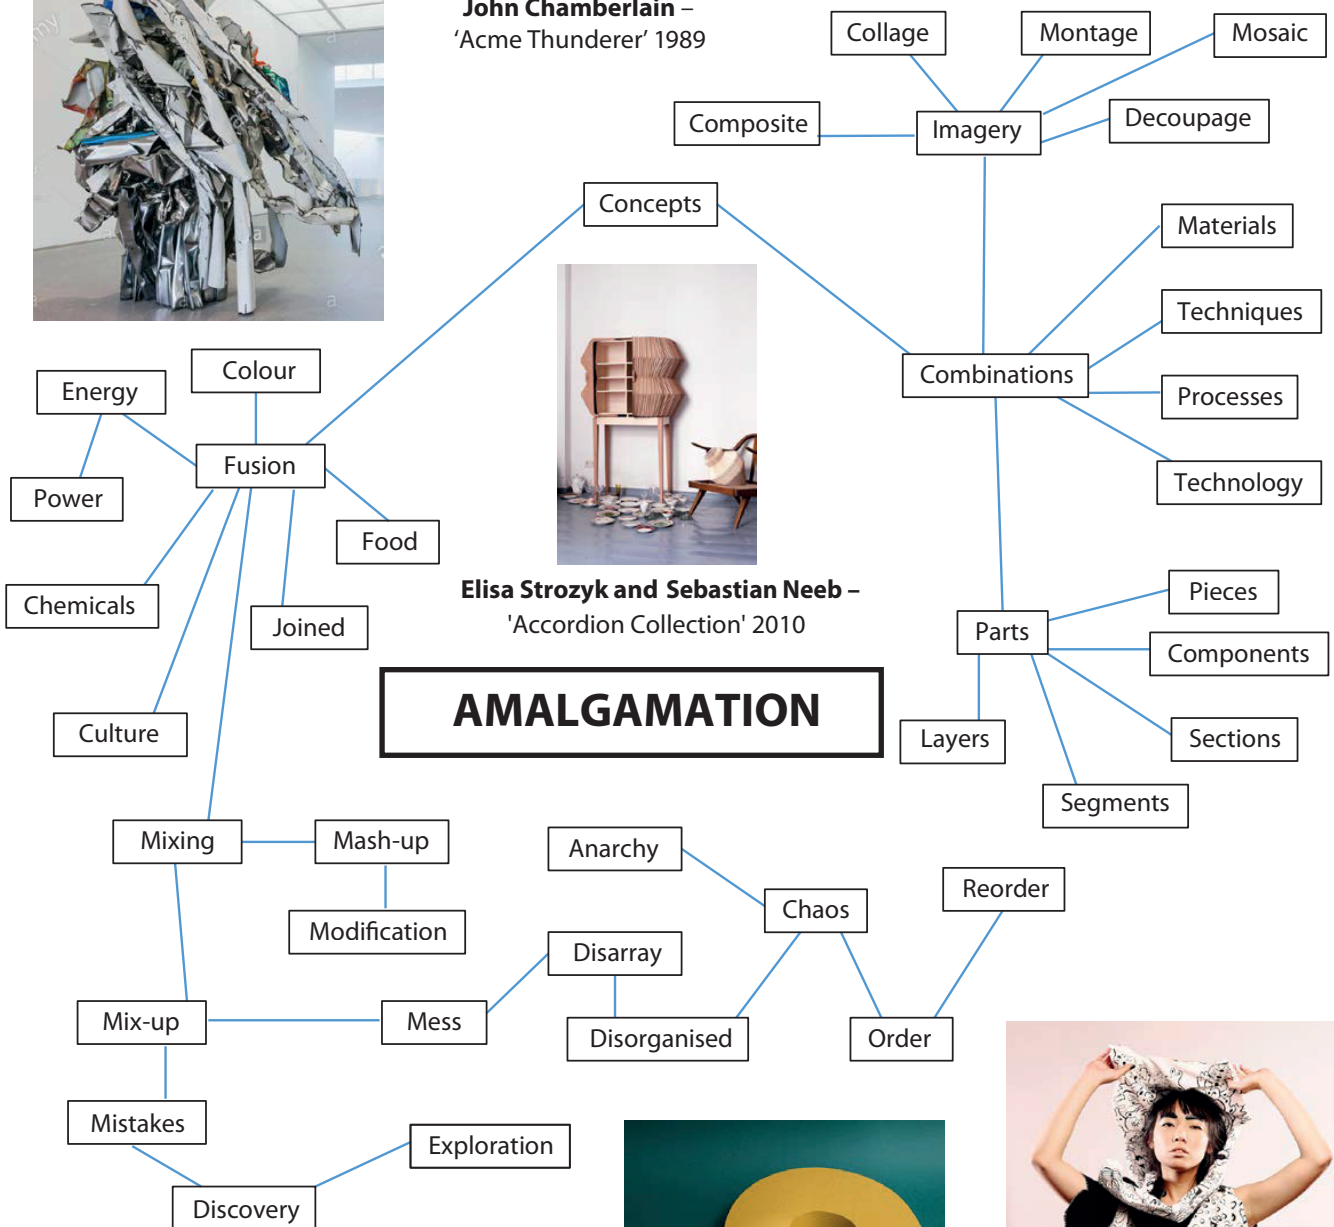 John Chamberlain –
'Acme Thunderer' 1989
Collage
Montage
Mosaic
Composite
Imagery
Decoupage
Concepts
Materials
Techniques
Combinations
Processes
Technology
Colour
Energy
Fusion
Power
Food
Chemicals
Joined
Culture
Elisa Strozyk and Sebastian Neeb –
'Accordion Collection' 2010
AMALGAMATION
Pieces
Parts
Components
Layers
Sections
Segments
Mixing
Mash-up
Modification
Anarchy
Chaos
Reorder
Disarray
Mix-up
Mess
Disorganised
Order
Mistakes
Exploration
Discovery